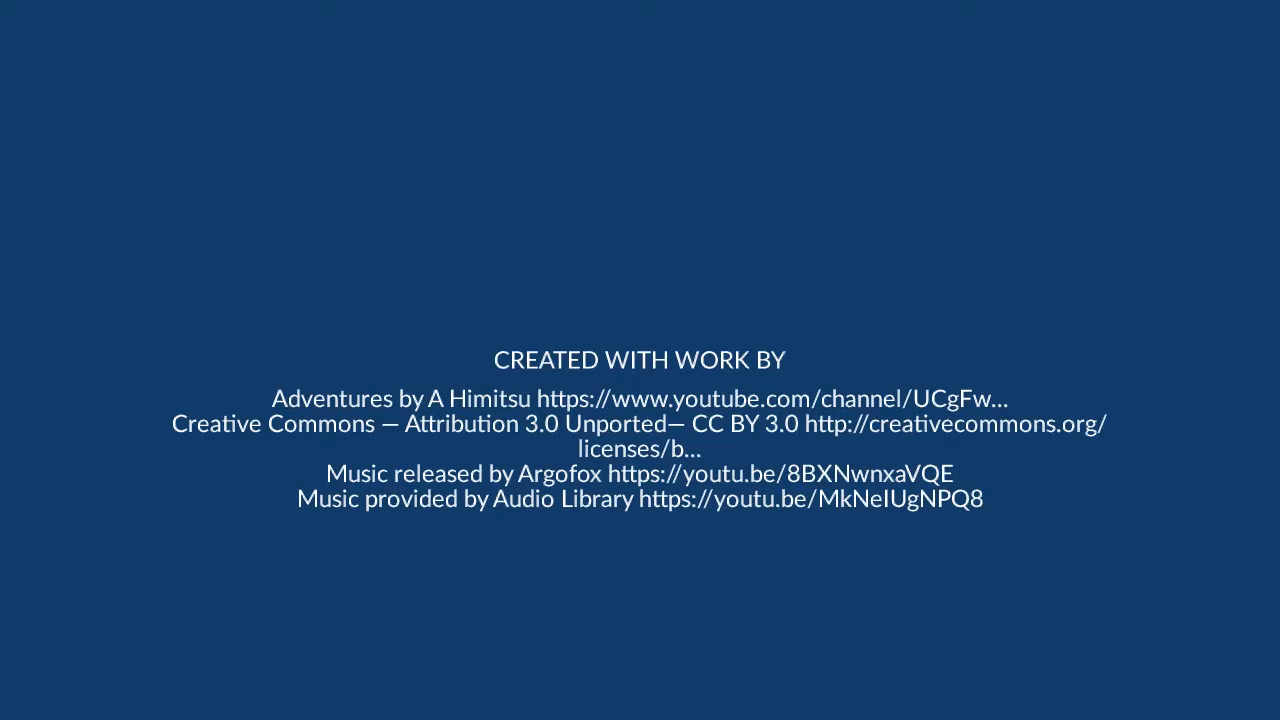 CREATED WITH WORK BY
Adventures by A Himitsu https://www.youtube.com/channel/UCgFw...
Creative Commons — Attribution 3.0 Unported— CC BY 3.0 http://creativecommons.org/
licenses/b...
Music released by Argofox https://youtu.be/8BXNwnxaVQE
Music provided by Audio Library https://youtu.be/MkNeIUgNPQ8